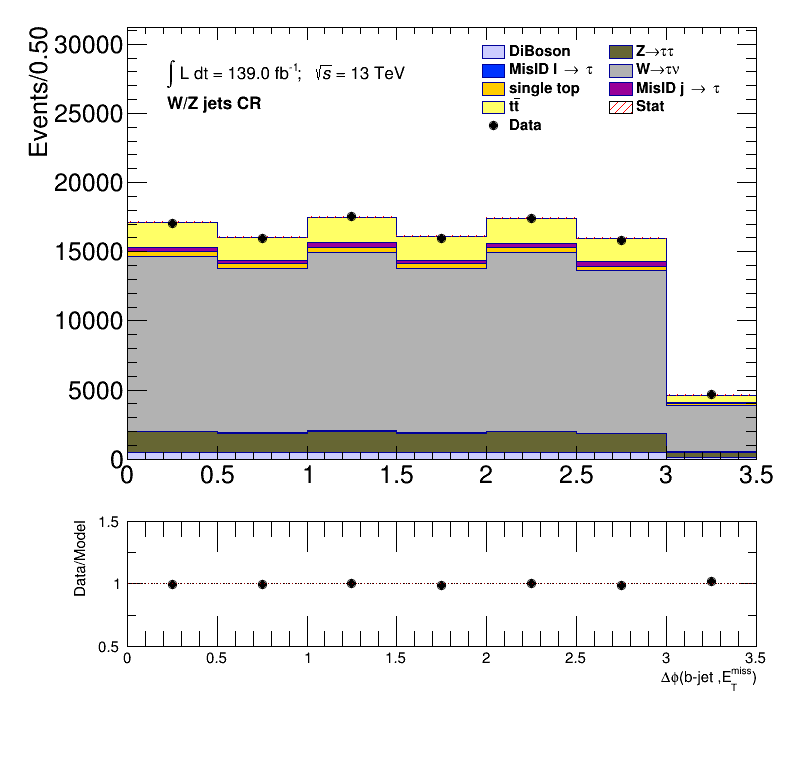 Events/0.50
30000
25000
20000
15000
10000
5000
0
∫ L dt = 139.0 fb⁻¹; √s = 13 TeV
W/Z jets CR
DiBoson
MisID l → τ
single top
tt̄
Data
Z→ττ
W→τν
MisID j → τ
Stat
0 0.5 1 1.5 2 2.5 3 3.5
Data/Model
1.5
1
0.5
0 0.5 1 1.5 2 2.5 3 3.5
Δϕ(b-jet ,E_T^miss)